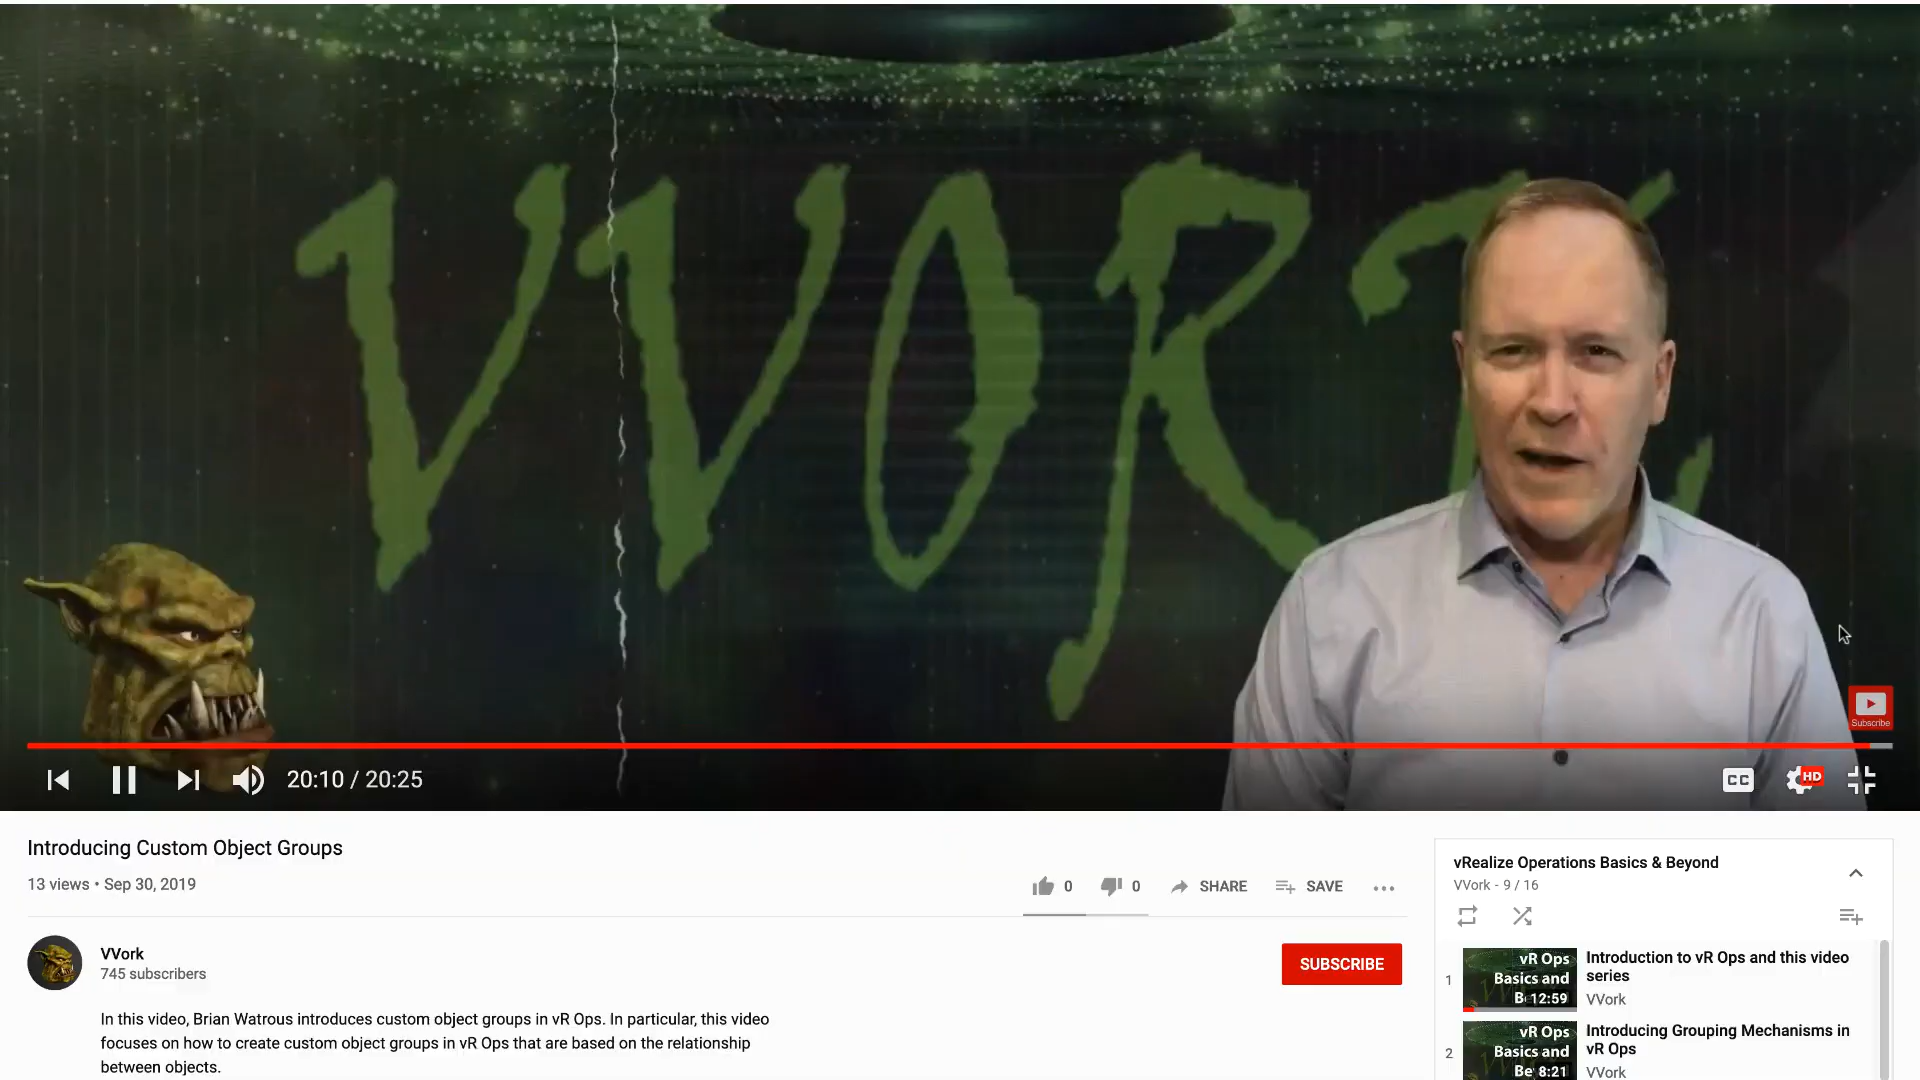 VVORK
Subscribe
20:10 / 20:25
CC
HD
Introducing Custom Object Groups
13 views • Sep 30, 2019
0
0
SHARE
SAVE
VVork
745 subscribers
SUBSCRIBE
In this video, Brian Watrous introduces custom object groups in vR Ops. In particular, this video
focuses on how to create custom object groups in vR Ops that are based on the relationship
between objects.
vRealize Operations Basics & Beyond
VVork - 9 / 16
1
vR Ops
Basics and
Be
12:59
Introduction to vR Ops and this video
series
VVork
2
vR Ops
Basics and
Be
8:21
Introducing Grouping Mechanisms in
vR Ops
VVork